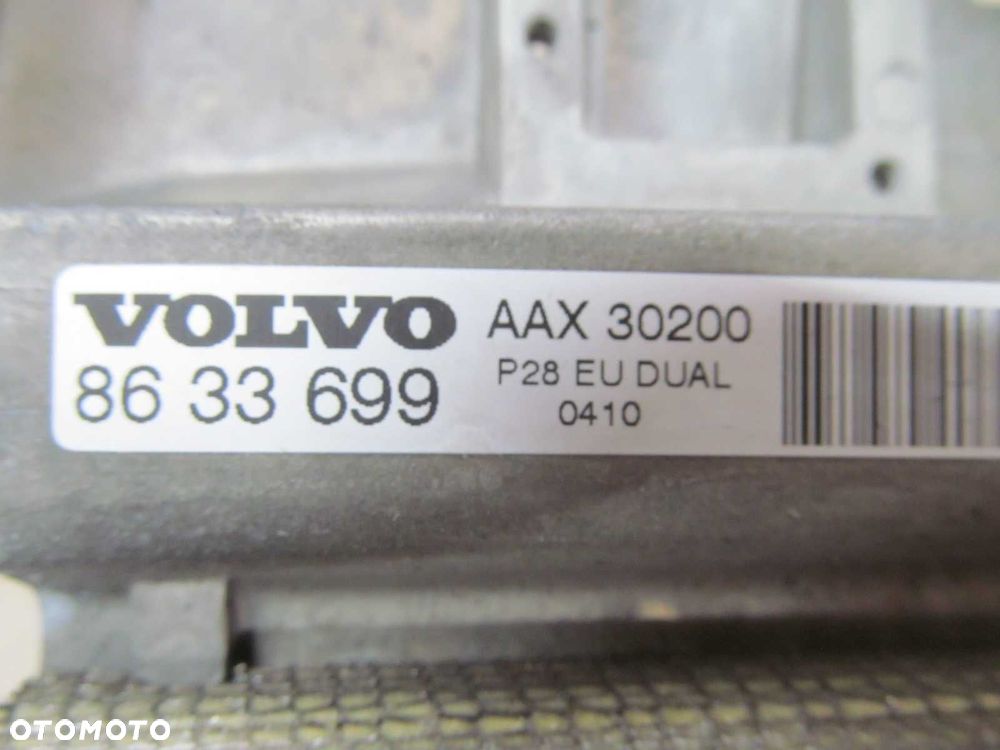 VOLVO AAX 30200
86 33 699 P28 EU DUAL
0410
OTOMOTO